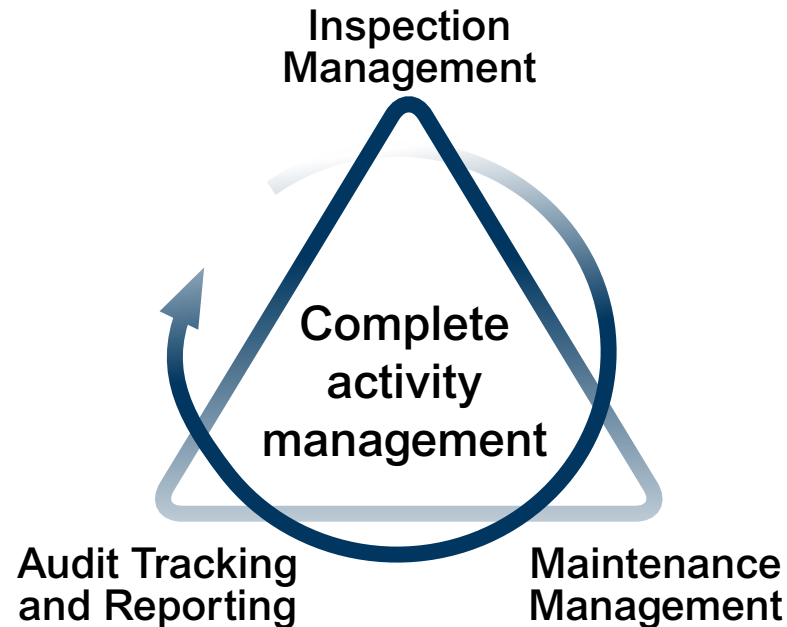 Inspection
Management
Complete
activity
management
Audit Tracking
and Reporting
Maintenance
Management